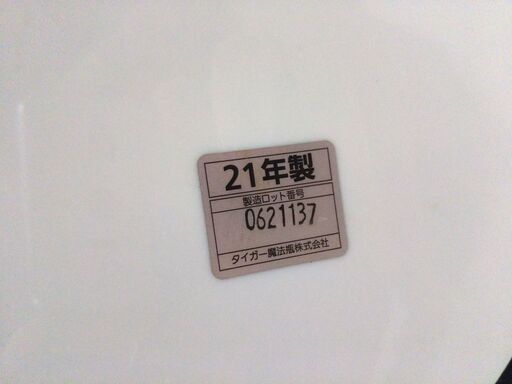 21年製
製造ロット番号
0621137
タイガー魔法瓶株式会社